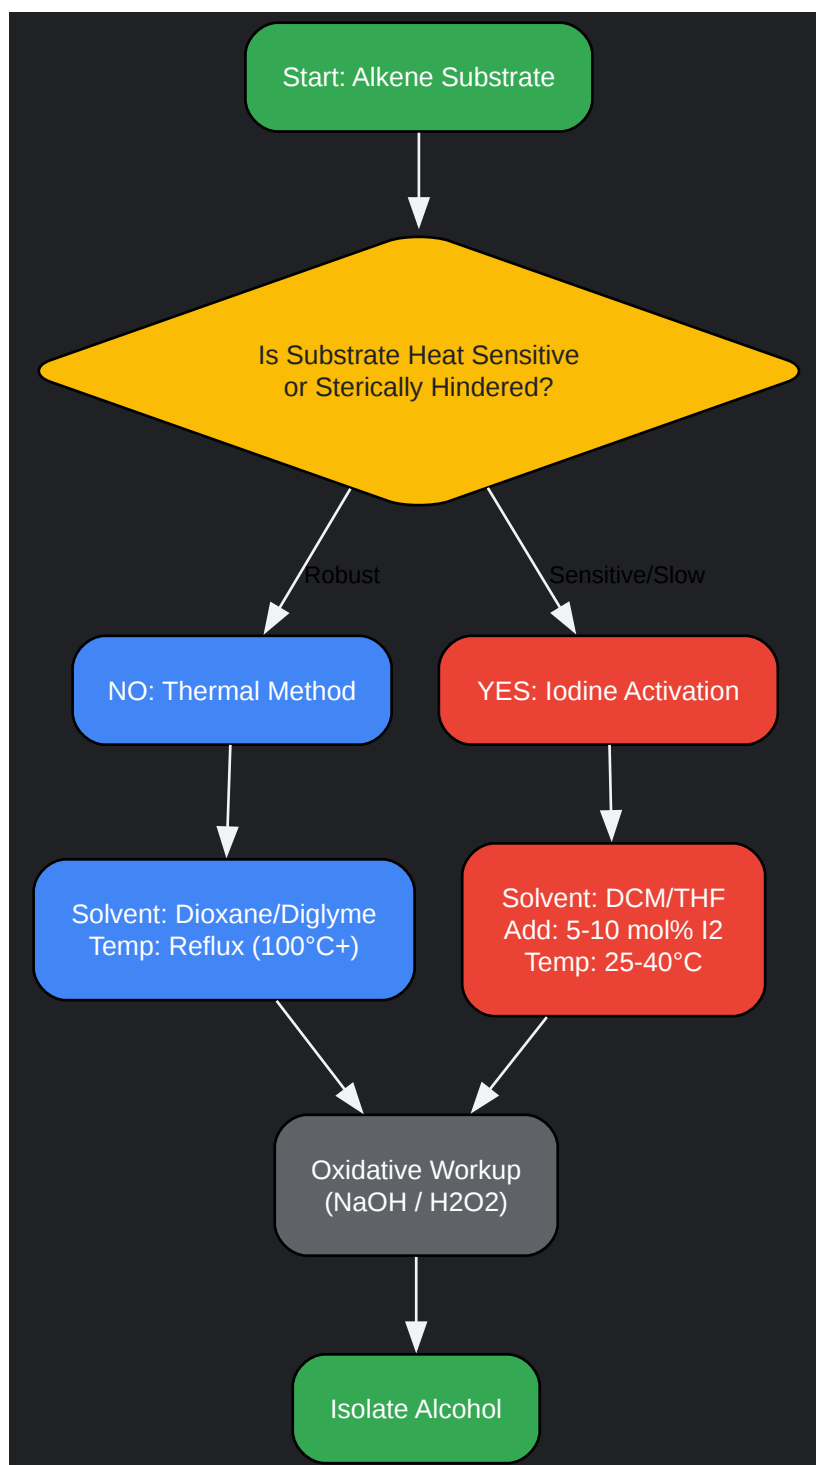 Start: Alkene Substrate
Is Substrate Heat Sensitive
or Sterically Hindered?
Robust
Sensitive/Slow
NO: Thermal Method
YES: Iodine Activation
Solvent: Dioxane/Diglyme
Temp: Reflux (100°C+)
Solvent: DCM/THF
Add: 5-10 mol% I2
Temp: 25-40°C
Oxidative Workup
(NaOH / H2O2)
Isolate Alcohol